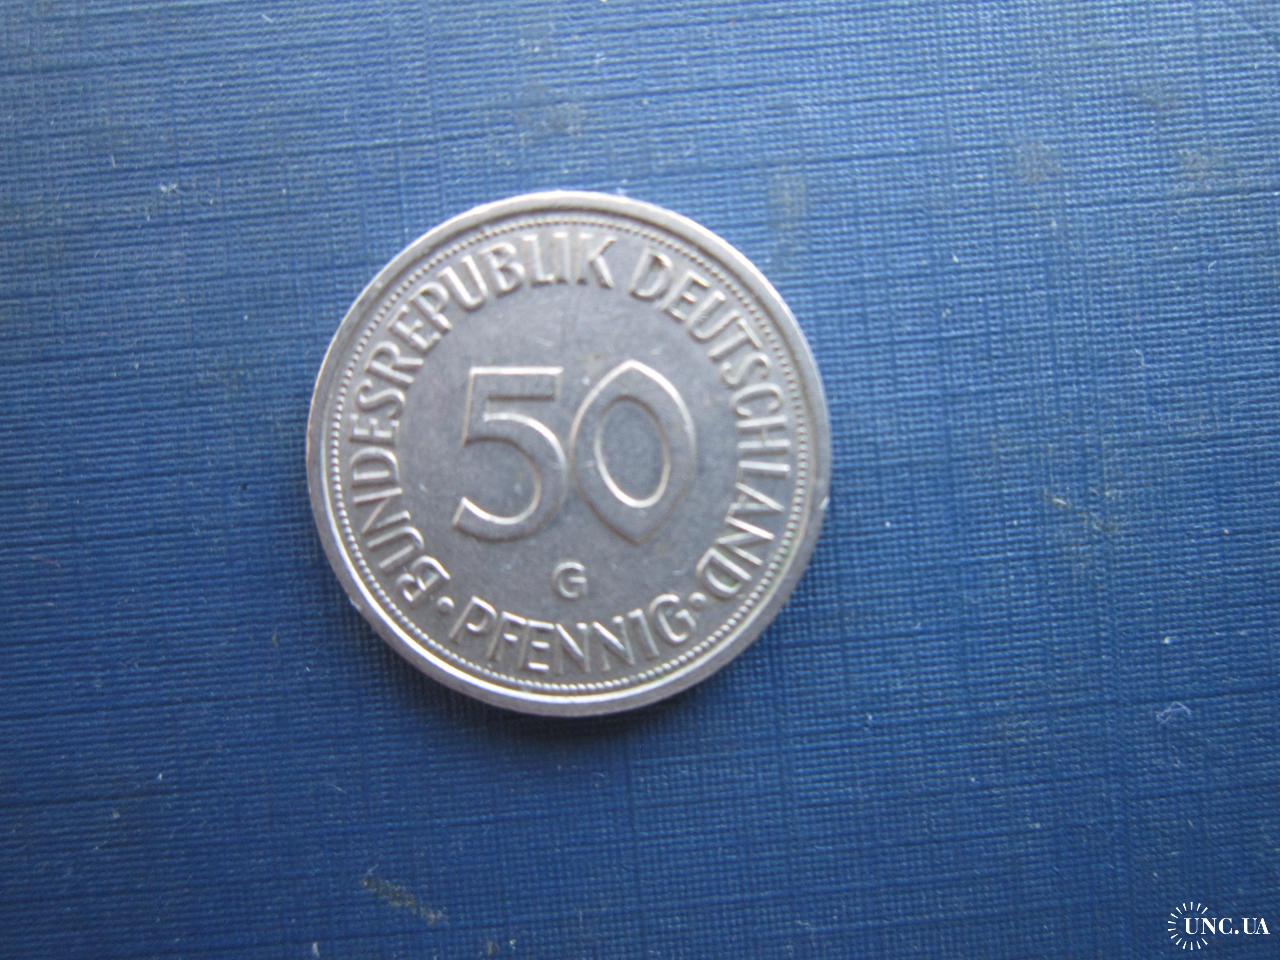 BUNDESREPUBLIK DEUTSCHLAND
50
G
• PFENNIG •
UNC.UA